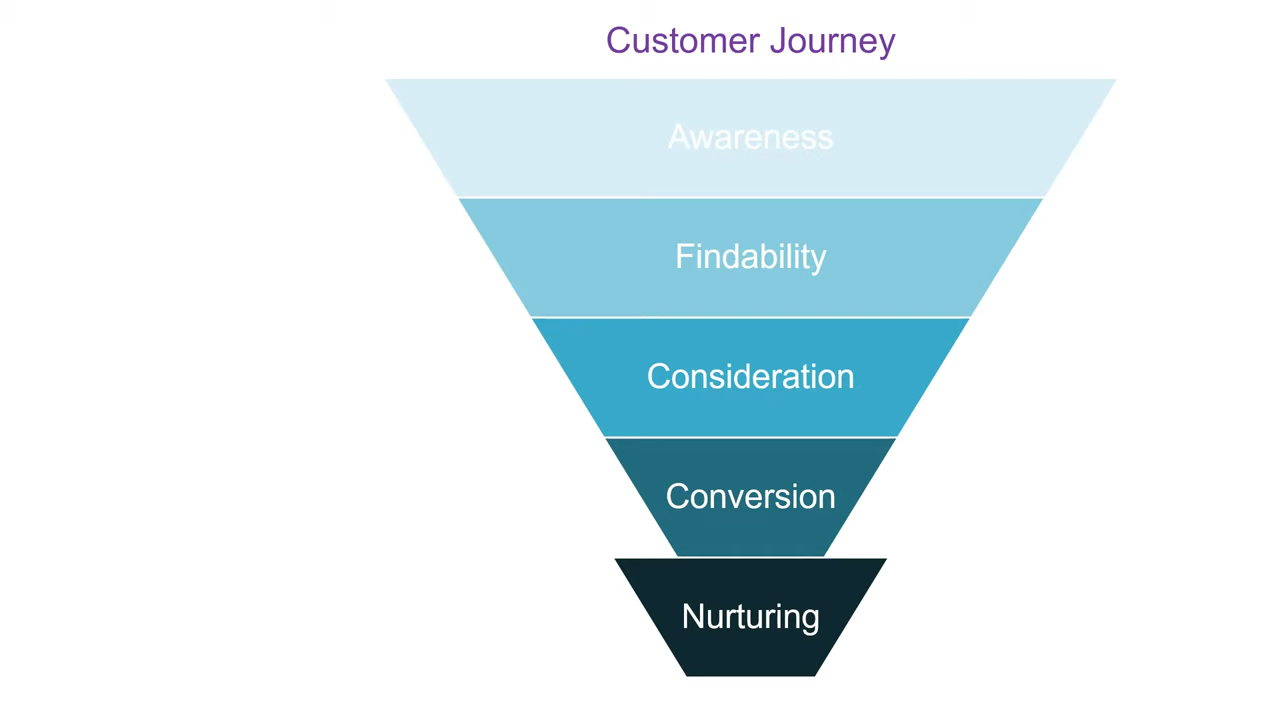 Customer Journey
Awareness
Findability
Consideration
Conversion
Nurturing